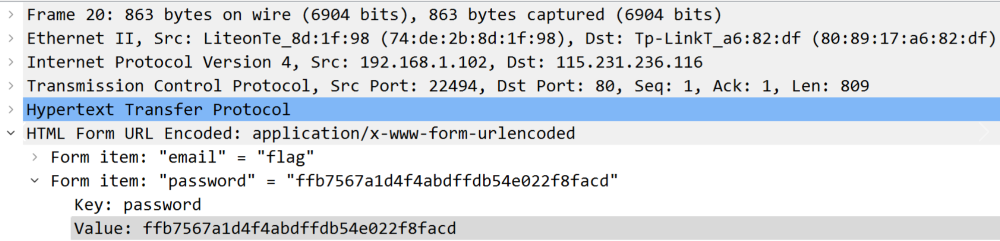 Frame 20: 863 bytes on wire (6904 bits), 863 bytes captured (6904 bits)
Ethernet II, Src: LiteonTe_8d:1f:98 (74:de:2b:8d:1f:98), Dst: Tp-LinkT_a6:82:df (80:89:17:a6:82:df)
Internet Protocol Version 4, Src: 192.168.1.102, Dst: 115.231.236.116
Transmission Control Protocol, Src Port: 22494, Dst Port: 80, Seq: 1, Ack: 1, Len: 809
Hypertext Transfer Protocol
HTML Form URL Encoded: application/x-www-form-urlencoded
Form item: "email" = "flag"
Form item: "password" = "ffb7567a1d4f4abdffdb54e022f8facd"
Key: password
Value: ffb7567a1d4f4abdffdb54e022f8facd